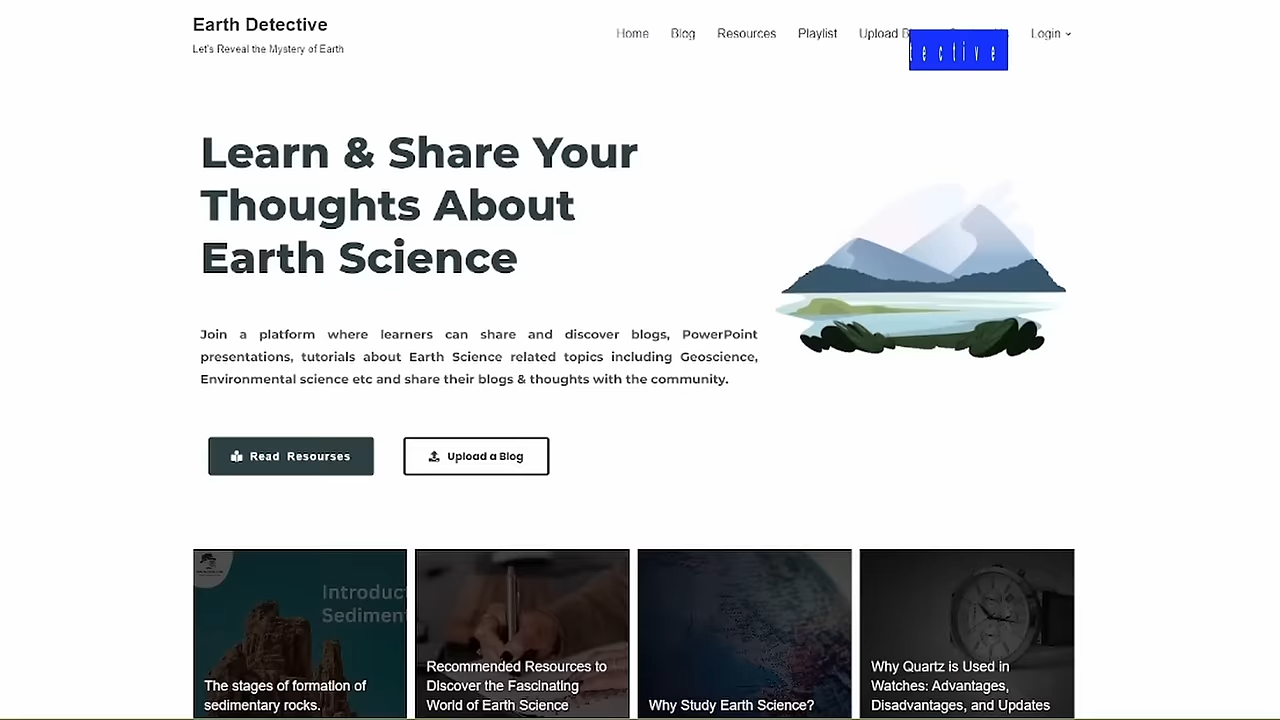 Earth Detective
Let's Reveal the Mystery of Earth
Home Blog Resources Playlist Upload Login
tective
Learn & Share Your
Thoughts About
Earth Science
Join a platform where learners can share and discover blogs, PowerPoint
presentations, tutorials about Earth Science related topics including Geoscience,
Environmental science etc and share their blogs & thoughts with the community.
Read Resourses
Upload a Blog
Introduct
Sediment
The stages of formation of
sedimentary rocks.
Recommended Resources to
Discover the Fascinating
World of Earth Science
Why Study Earth Science?
Why Quartz is Used in
Watches: Advantages,
Disadvantages, and Updates